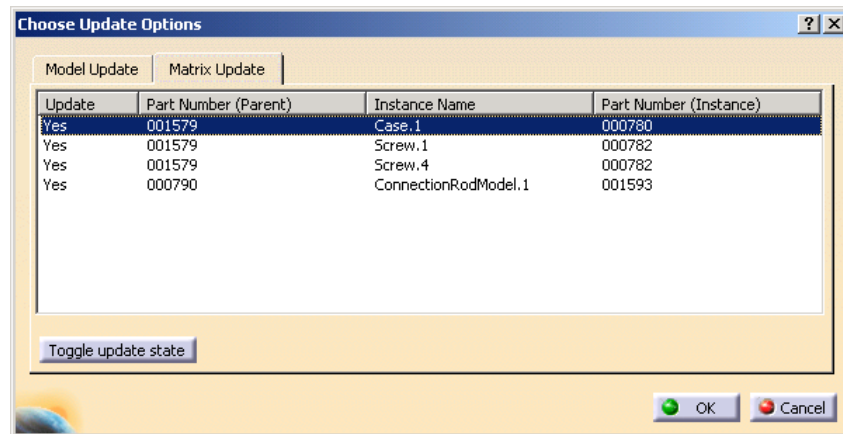 Choose Update Options ? X
Model Update Matrix Update
Update Part Number (Parent) Instance Name Part Number (Instance)
Yes 001579 Case.1 000780
Yes 001579 Screw.1 000782
Yes 001579 Screw.4 000782
Yes 000790 ConnectionRodModel.1 001593
Toggle update state
OK Cancel